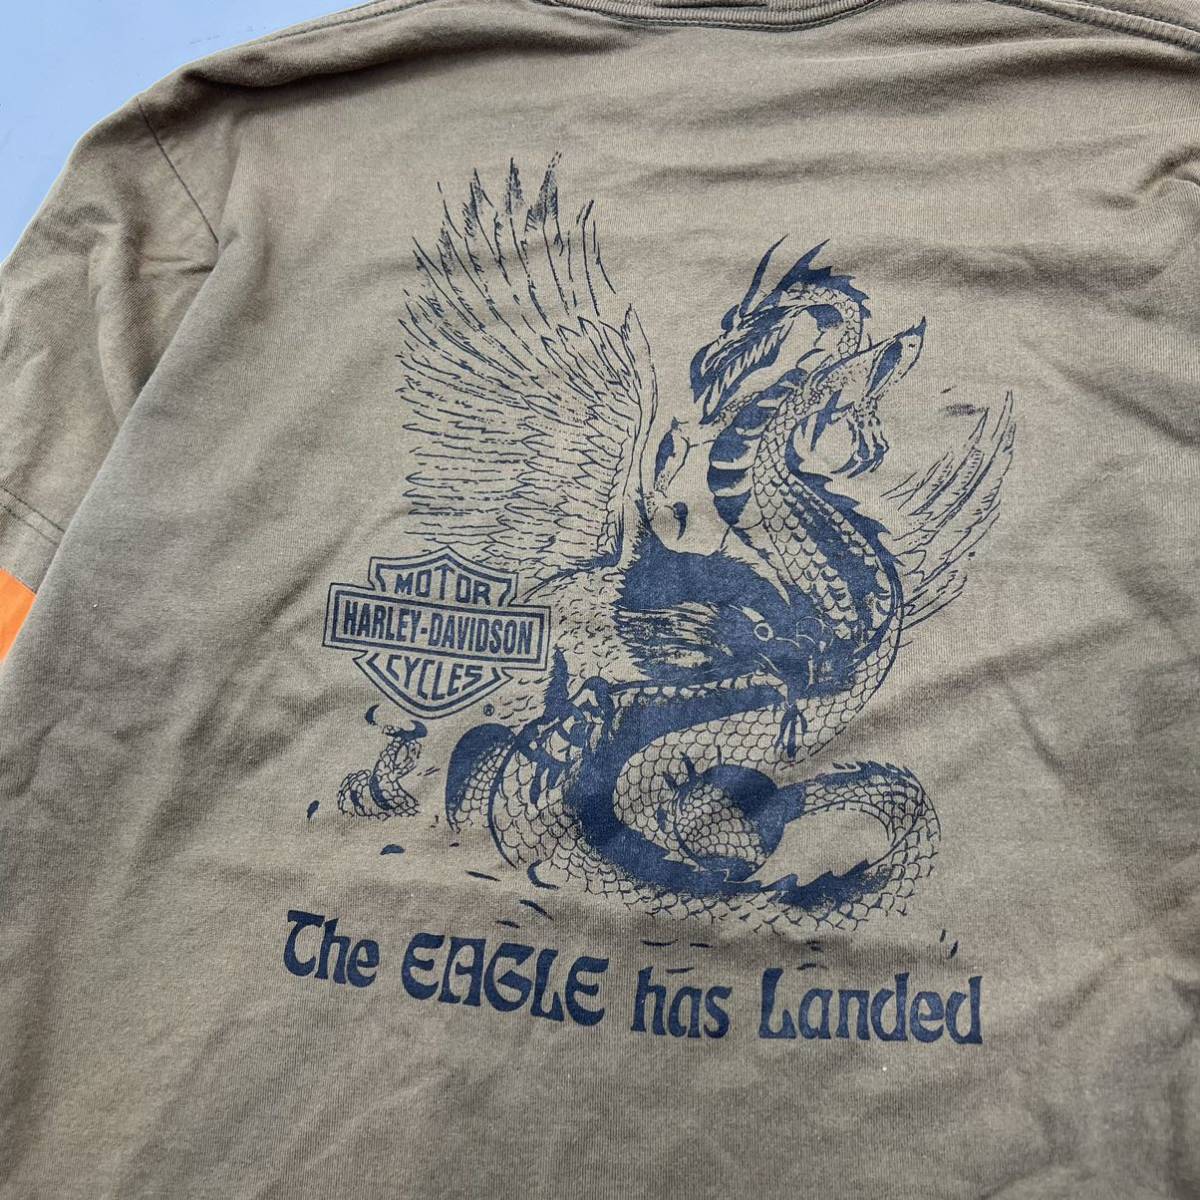 MOTOR
HARLEY-DAVIDSON
CYCLES
®
The EAGLE has Landed